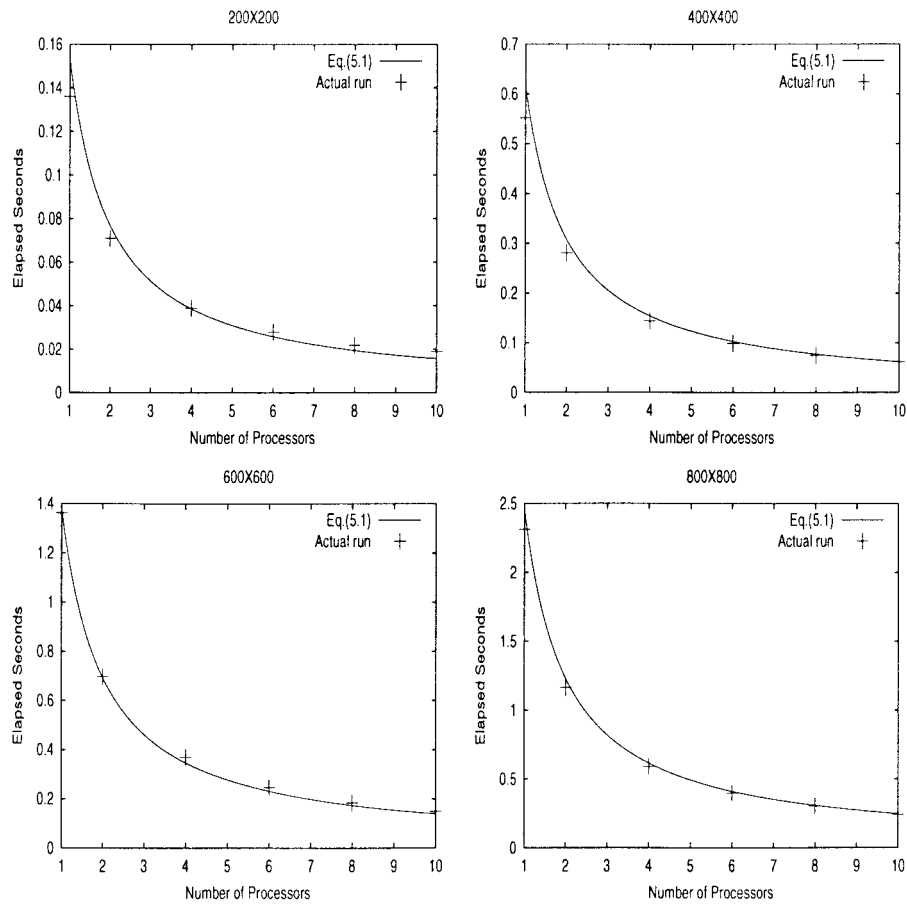 200X200
0.16
0.14
0.12
0.1
0.08
0.06
0.04
0.02
0
Elapsed Seconds
Eq.(5.1)
Actual run
1 2 3 4 5 6 7 8 9 10
Number of Processors
400X400
0.7
0.6
0.5
0.4
0.3
0.2
0.1
0
Elapsed Seconds
Eq.(5.1)
Actual run
1 2 3 4 5 6 7 8 9 10
Number of Processors
600X600
1.4
1.2
1
0.8
0.6
0.4
0.2
0
Elapsed Seconds
Eq.(5.1)
Actual run
1 2 3 4 5 6 7 8 9 10
Number of Processors
800X800
2.5
2
1.5
1
0.5
0
Elapsed Seconds
Eq.(5.1)
Actual run
1 2 3 4 5 6 7 8 9 10
Number of Processors